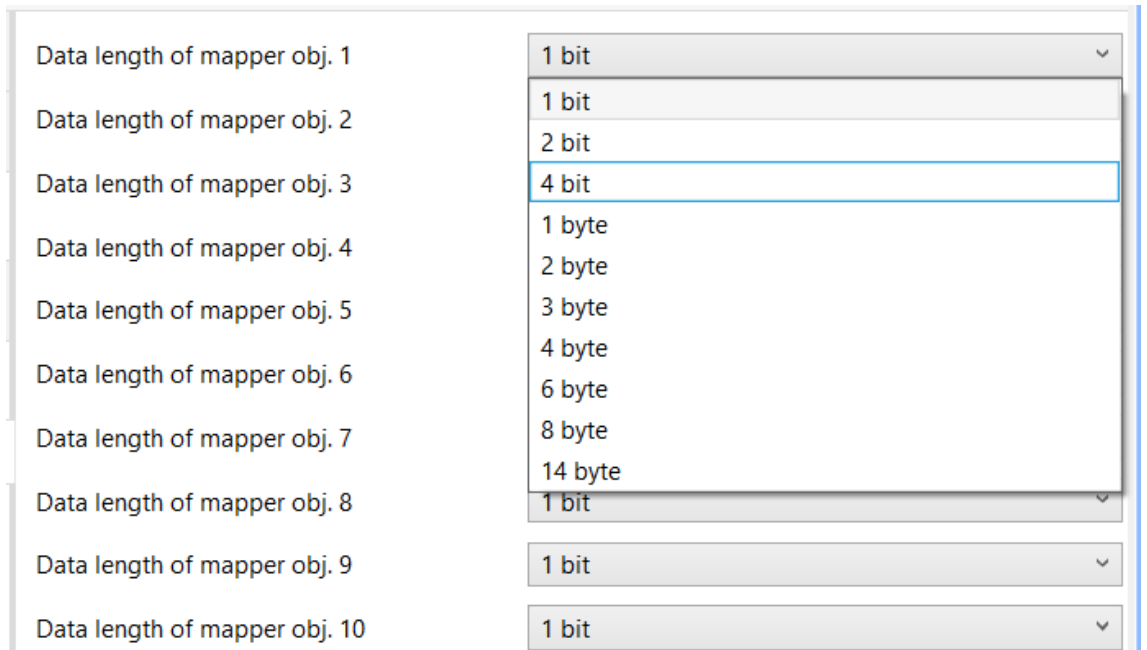 Data length of mapper obj. 1 1 bit
1 bit
Data length of mapper obj. 2
2 bit
Data length of mapper obj. 3 4 bit
1 byte
Data length of mapper obj. 4
2 byte
Data length of mapper obj. 5 3 byte
4 byte
Data length of mapper obj. 6
6 byte
Data length of mapper obj. 7 8 byte
14 byte
Data length of mapper obj. 8 1 bit
Data length of mapper obj. 9 1 bit
Data length of mapper obj. 10 1 bit